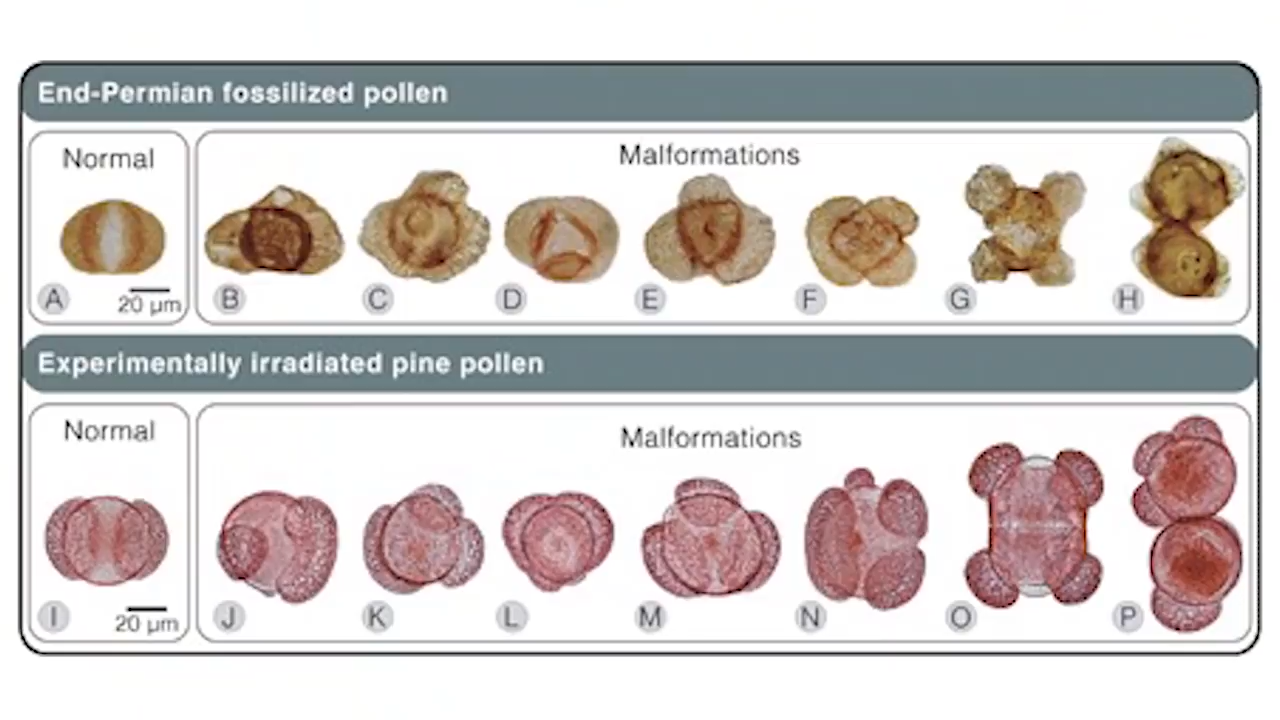 End-Permian fossilized pollen
Normal
Malformations
A
20 µm
B
C
D
E
F
G
H
Experimentally irradiated pine pollen
Normal
Malformations
I
20 µm
J
K
L
M
N
O
P